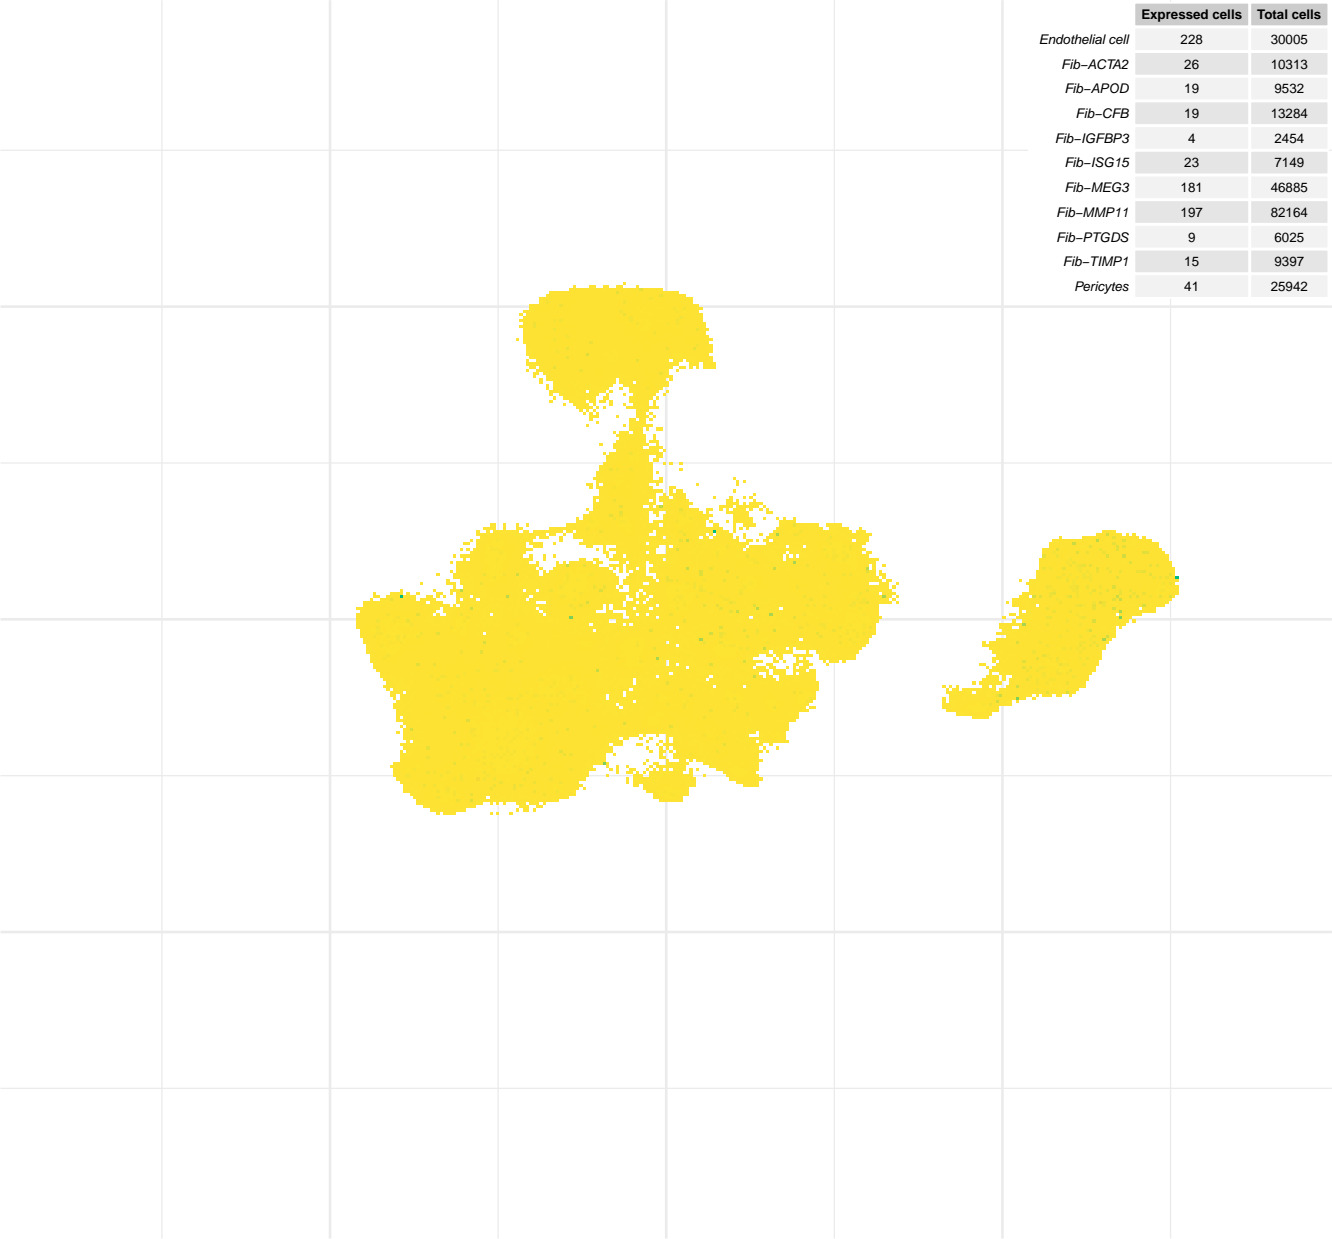 Expressed cells Total cells
Endothelial cell 228 30005
Fib−ACTA2 26 10313
Fib−APOD 19 9532
Fib−CFB 19 13284
Fib−IGFBP3 4 2454
Fib−ISG15 23 7149
Fib−MEG3 181 46885
Fib−MMP11 197 82164
Fib−PTGDS 9 6025
Fib−TIMP1 15 9397
Pericytes 41 25942